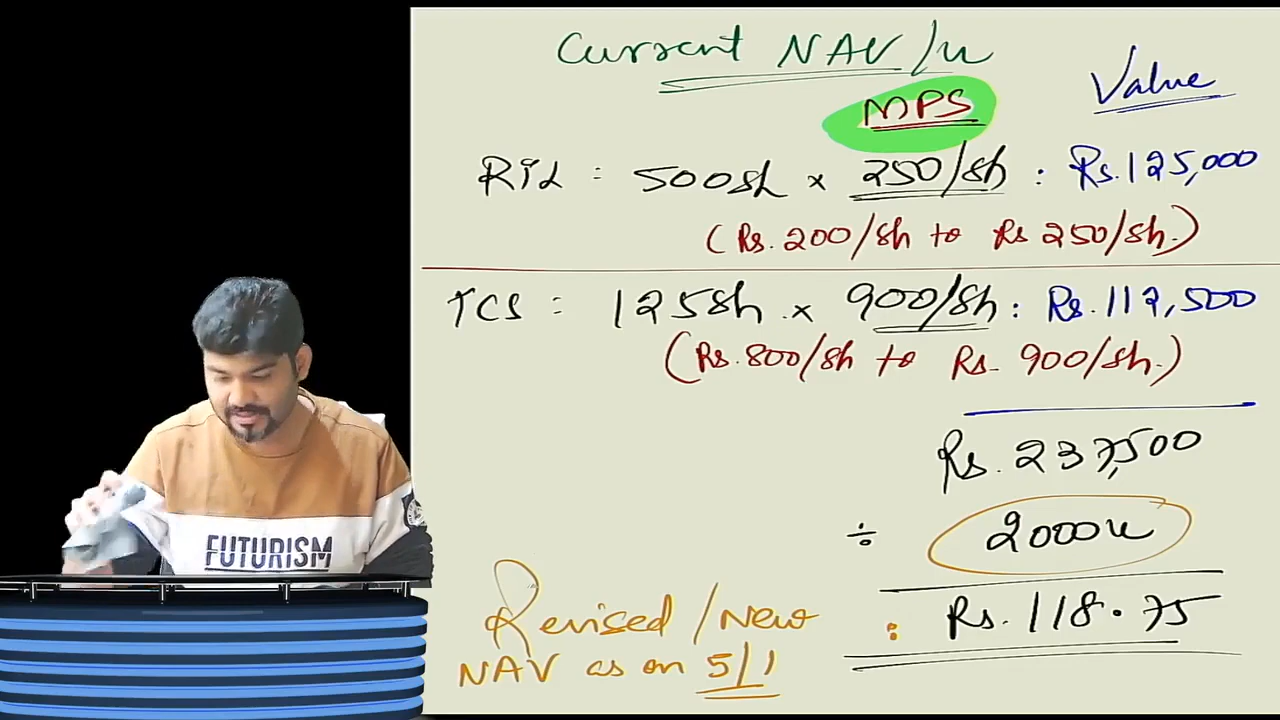 Current NAV/u
MPS
Value
RIL : 500sh × 250/sh : Rs.125,000
(Rs.200/sh to Rs 250/sh.)
TCS = 125sh × 900/sh : Rs.112,500
(Rs.800/sh to Rs. 900/sh.)
Rs.237,500
÷ 2000u
Revised/New : Rs.118.75
NAV as on 5/1
FUTURISM